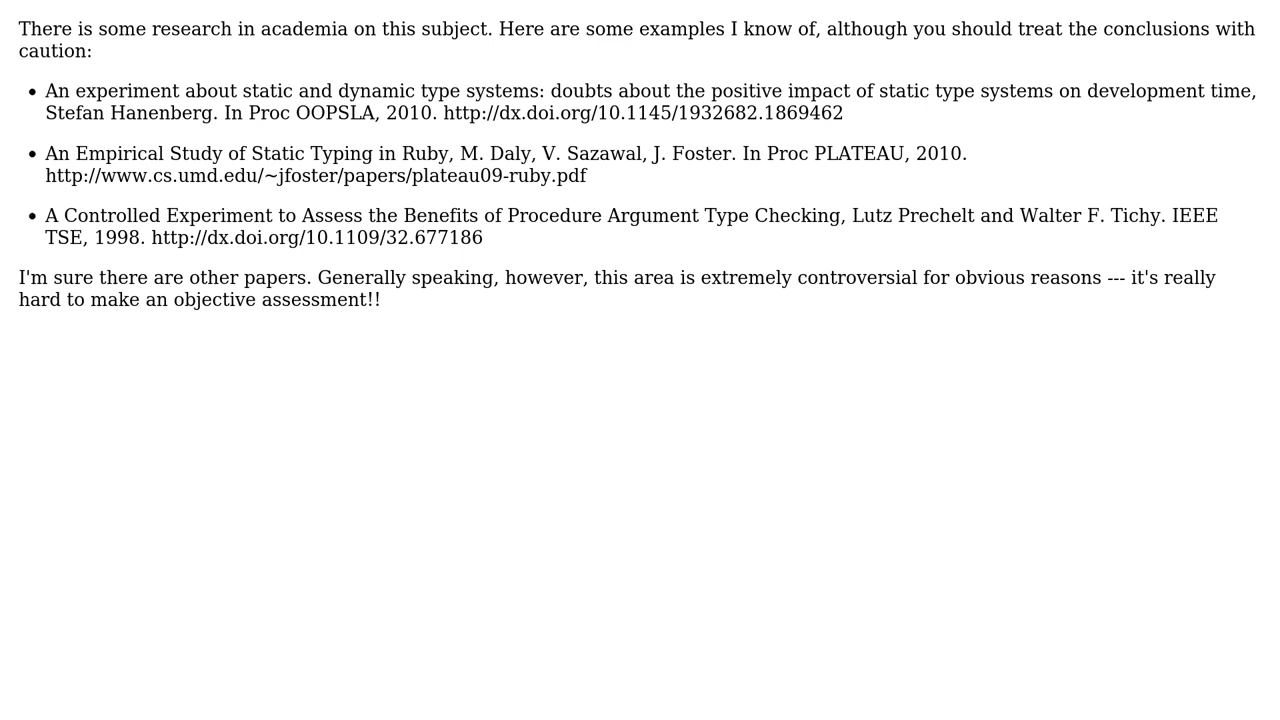 There is some research in academia on this subject. Here are some examples I know of, although you should treat the conclusions with
caution:
• An experiment about static and dynamic type systems: doubts about the positive impact of static type systems on development time,
Stefan Hanenberg. In Proc OOPSLA, 2010. http://dx.doi.org/10.1145/1932682.1869462
• An Empirical Study of Static Typing in Ruby, M. Daly, V. Sazawal, J. Foster. In Proc PLATEAU, 2010.
http://www.cs.umd.edu/~jfoster/papers/plateau09-ruby.pdf
• A Controlled Experiment to Assess the Benefits of Procedure Argument Type Checking, Lutz Prechelt and Walter F. Tichy. IEEE
TSE, 1998. http://dx.doi.org/10.1109/32.677186
I'm sure there are other papers. Generally speaking, however, this area is extremely controversial for obvious reasons --- it's really
hard to make an objective assessment!!